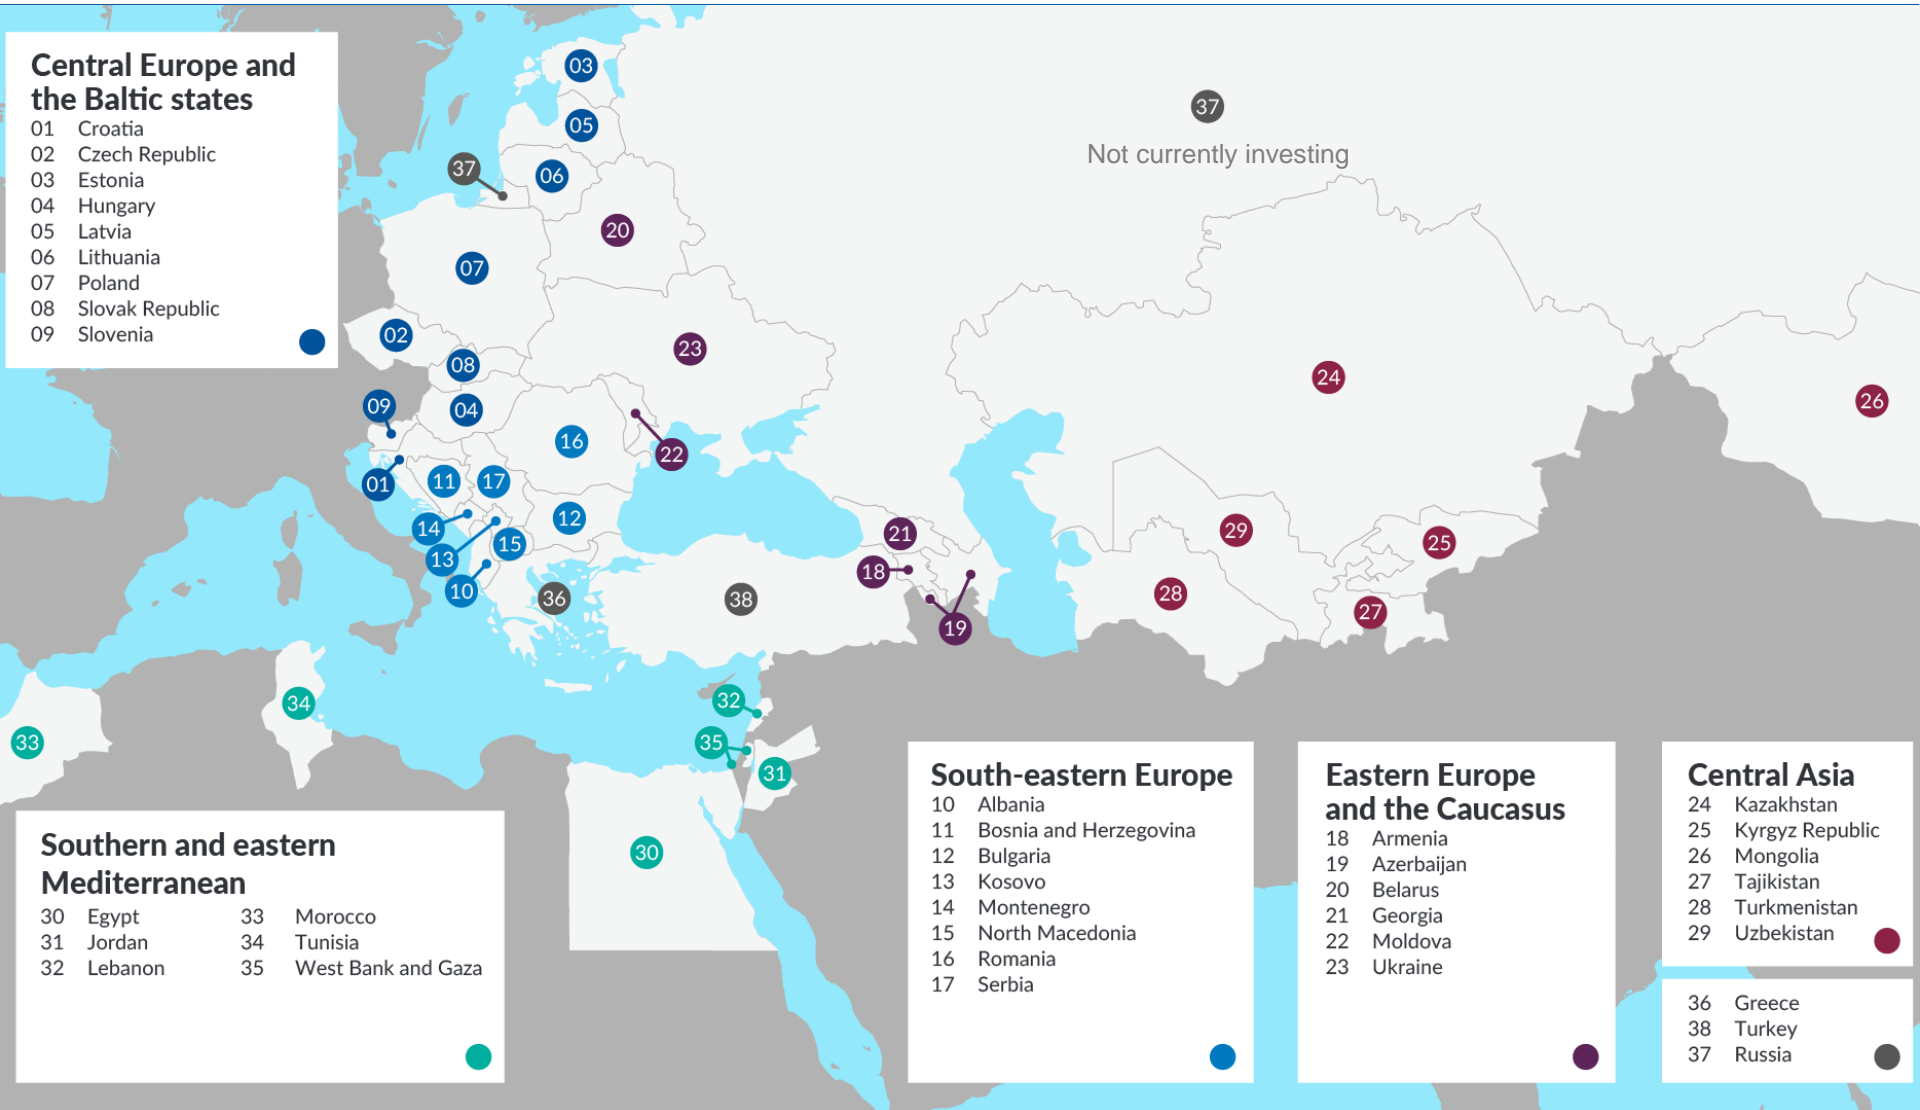 Central Europe and
the Baltic states
01 Croatia
02 Czech Republic
03 Estonia
04 Hungary
05 Latvia
06 Lithuania
07 Poland
08 Slovak Republic
09 Slovenia
03
37
Not currently investing
05
37
06
20
07
02
23
08
24
09
04
26
16
22
01
11
17
14
12
29
21
25
13
15
18
10
36
38
28
27
19
34
32
33
35
31
30
Southern and eastern
Mediterranean
30 Egypt 33 Morocco
31 Jordan 34 Tunisia
32 Lebanon 35 West Bank and Gaza
South-eastern Europe
10 Albania
11 Bosnia and Herzegovina
12 Bulgaria
13 Kosovo
14 Montenegro
15 North Macedonia
16 Romania
17 Serbia
Eastern Europe
and the Caucasus
18 Armenia
19 Azerbaijan
20 Belarus
21 Georgia
22 Moldova
23 Ukraine
Central Asia
24 Kazakhstan
25 Kyrgyz Republic
26 Mongolia
27 Tajikistan
28 Turkmenistan
29 Uzbekistan
36 Greece
38 Turkey
37 Russia